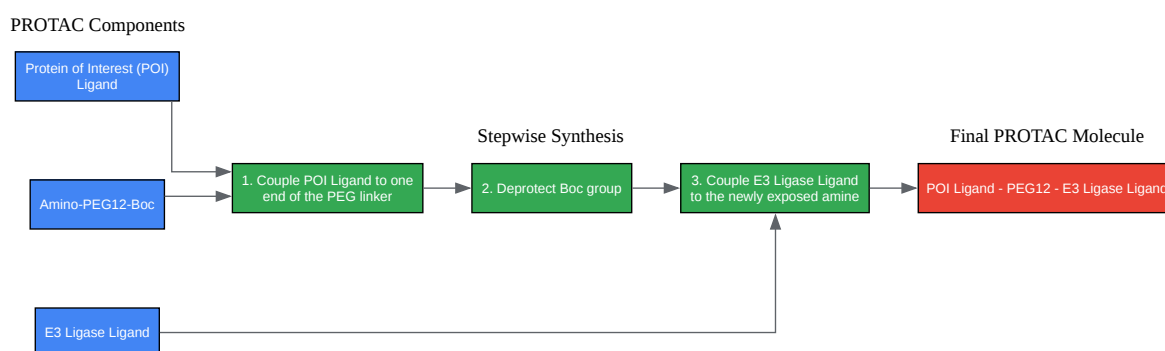 PROTAC Components
Protein of Interest (POI)
Ligand
Stepwise Synthesis
Final PROTAC Molecule
1. Couple POI Ligand to one
end of the PEG linker
2. Deprotect Boc group
3. Couple E3 Ligase Ligand
to the newly exposed amine
POI Ligand - PEG12 - E3 Ligase Ligand
Amino-PEG12-Boc
E3 Ligase Ligand